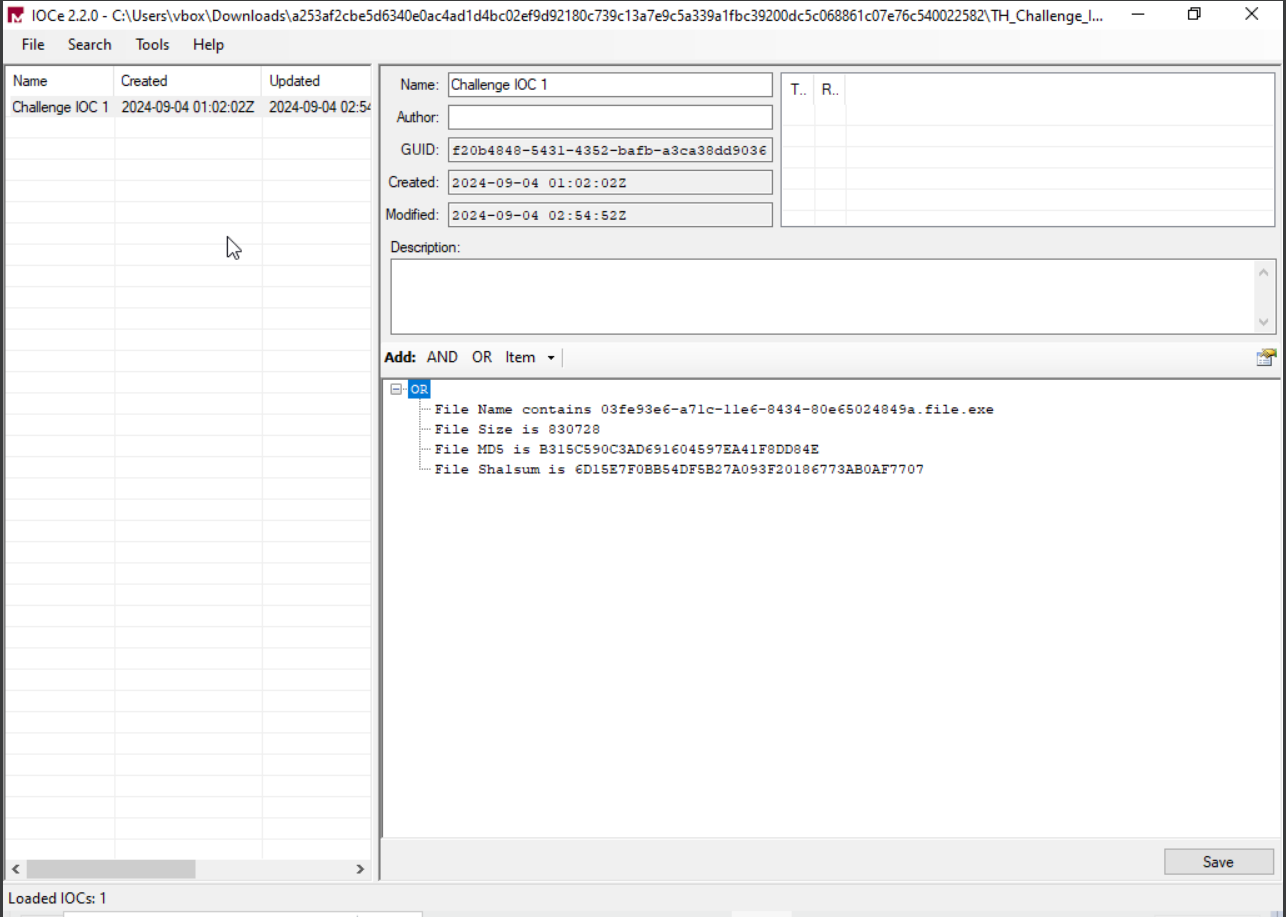 IOCe 2.2.0 - C:\Users\vbox\Downloads\a253af2cbe5d6340e0ac4ad1d4bc02ef9d92180c739c13a7e9c5a339a1fbc39200dc5c068861c07e76c540022582\TH_Challenge_I...
File Search Tools Help
Name Created Updated
Challenge IOC 1 2024-09-04 01:02:02Z 2024-09-04 02:54
Name: Challenge IOC 1
T.. R..
Author:
GUID: f20b4848-5431-4352-bafb-a3ca38dd9036
Created: 2024-09-04 01:02:02Z
Modified: 2024-09-04 02:54:52Z
Description:
Add: AND OR Item
OR
File Name contains 03fe93e6-a71c-11e6-8434-80e65024849a.file.exe
File Size is 830728
File MD5 is B315C590C3AD691604597EA41F8DD84E
File Sha1sum is 6D15E7F0BB54DF5B27A093F20186773AB0AF7707
Save
Loaded IOCs: 1